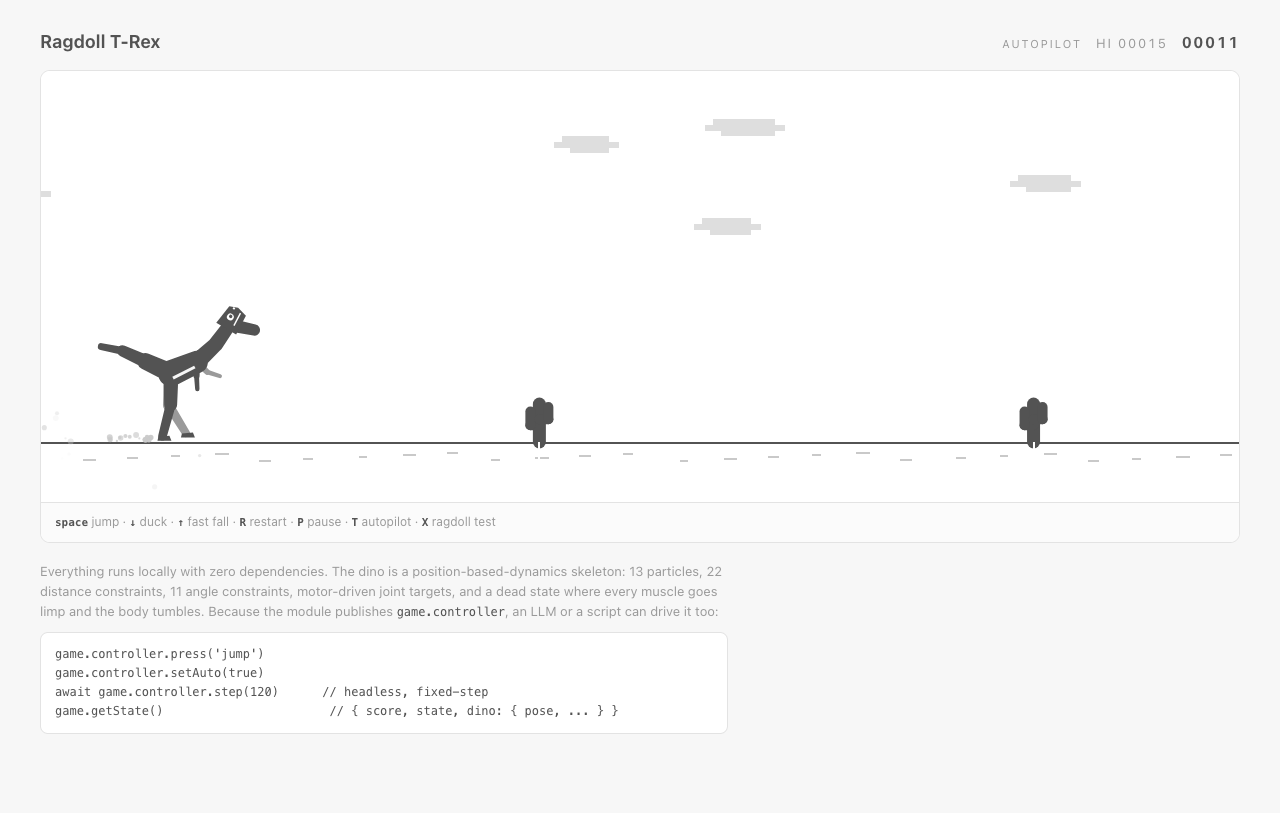 Ragdoll T-Rex
AUTOPILOT HI 00015 00011
space jump · ↓ duck · ↑ fast fall · R restart · P pause · T autopilot · X ragdoll test
Everything runs locally with zero dependencies. The dino is a position-based-dynamics skeleton: 13 particles, 22
distance constraints, 11 angle constraints, motor-driven joint targets, and a dead state where every muscle goes
limp and the body tumbles. Because the module publishes game.controller, an LLM or a script can drive it too:
game.controller.press('jump')
game.controller.setAuto(true)
await game.controller.step(120)      // headless, fixed-step
game.getState()                       // { score, state, dino: { pose, ... } }